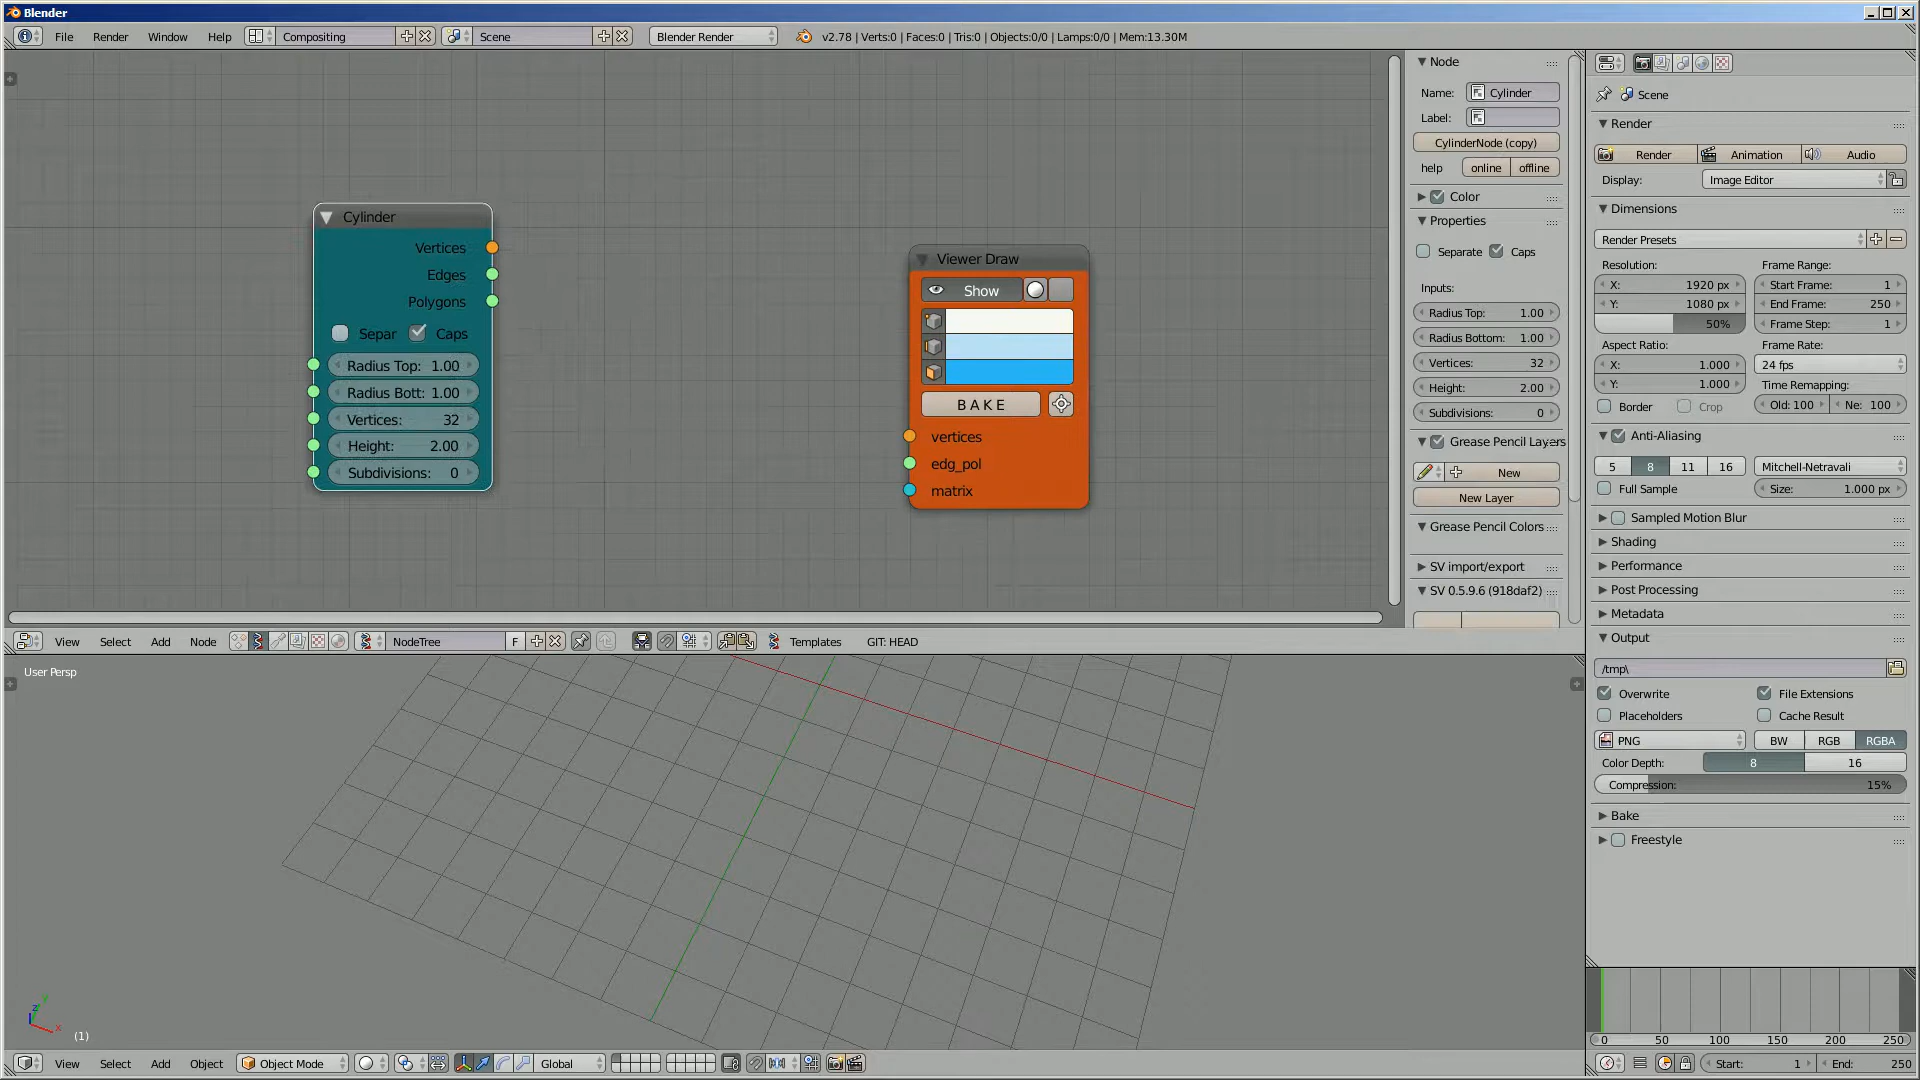 Blender
File Render Window Help Compositing Scene Blender Render v2.78 | Verts:0 | Faces:0 | Tris:0 | Objects:0/0 | Lamps:0/0 | Mem:13.30M
Cylinder
Vertices
Edges
Polygons
Separ Caps
Radius Top: 1.00
Radius Bott: 1.00
Vertices: 32
Height: 2.00
Subdivisions: 0
Viewer Draw
Show
BAKE
vertices
edg_pol
matrix
Node
Name: Cylinder
Label:
CylinderNode (copy)
help online offline
Color
Properties
Separate Caps
Inputs:
Radius Top: 1.00
Radius Bottom: 1.00
Vertices: 32
Height: 2.00
Subdivisions: 0
Grease Pencil Layers
New
New Layer
Grease Pencil Colors
SV import/export
SV 0.5.9.6 (918daf2)
View Select Add Node NodeTree F Templates GIT: HEAD
User Persp
z y x
(1)
View Select Add Object Object Mode Global
Scene
Render
Render Animation Audio
Display: Image Editor
Dimensions
Render Presets
Resolution: Frame Range:
X: 1920 px Start Frame: 1
Y: 1080 px End Frame: 250
50% Frame Step: 1
Aspect Ratio: Frame Rate:
X: 1.000 24 fps
Y: 1.000 Time Remapping:
Border Crop Old: 100 Ne: 100
Anti-Aliasing
5 8 11 16 Mitchell-Netravali
Full Sample Size: 1.000 px
Sampled Motion Blur
Shading
Performance
Post Processing
Metadata
Output
/tmp\
Overwrite File Extensions
Placeholders Cache Result
PNG BW RGB RGBA
Color Depth: 8 16
Compression: 15%
Bake
Freestyle
0 50 100 150 200 250
Start: 1 End: 250